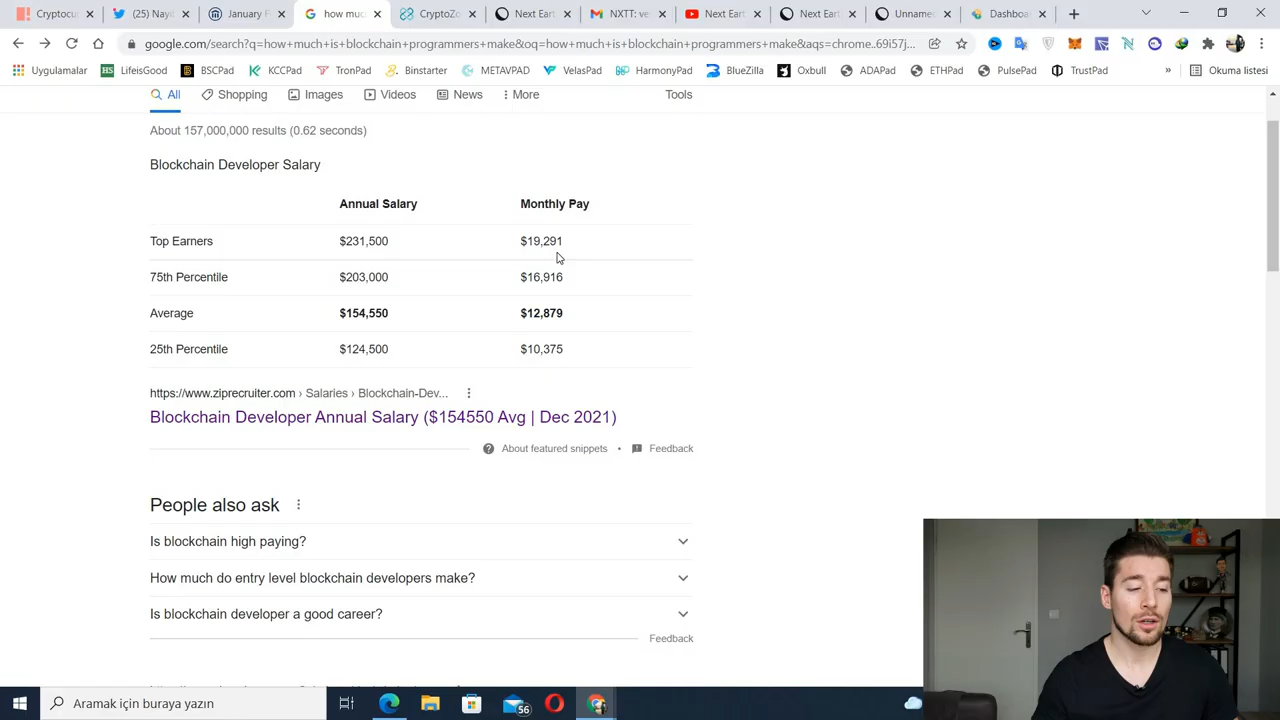 Cryptocur
(25) Nayib
January F
how muc
CryptoZo
Next Eart
NXTT: ve
Next Eart
Next Eart
Unnamed
Dashboa
google.com/search?q=how+much+is+blockchain+programmers+make&oq=how+much+is+blockchain+programmers+make&aqs=chrome..69i57j...
Uygulamalar
HS LifeisGood
BSCPad
KCCPad
TronPad
Binstarter
METAVPAD
VelasPad
HarmonyPad
BlueZilla
Oxbull
ADAPad
ETHPad
PulsePad
TrustPad
»
Okuma listesi
All
Shopping
Images
Videos
News
More
Tools
About 157,000,000 results (0.62 seconds)
Blockchain Developer Salary
Annual Salary Monthly Pay
Top Earners $231,500 $19,291
75th Percentile $203,000 $16,916
Average $154,550 $12,879
25th Percentile $124,500 $10,375
https://www.ziprecruiter.com › Salaries › Blockchain-Dev...
Blockchain Developer Annual Salary ($154550 Avg | Dec 2021)
About featured snippets • Feedback
People also ask
Is blockchain high paying?
How much do entry level blockchain developers make?
Is blockchain developer a good career?
Feedback
Aramak için buraya yazın
56